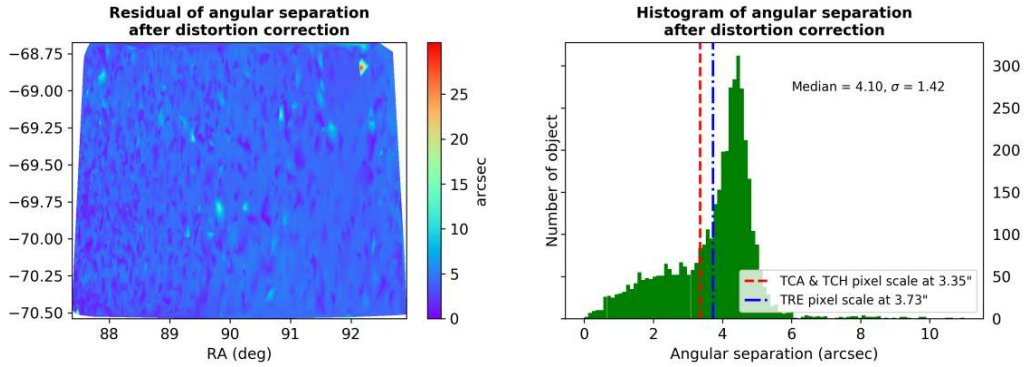 Residual of angular separation
after distortion correction
−68.75
−69.00
−69.25
−69.50
−69.75
−70.00
−70.25
−70.50
88
89
90
91
92
RA (deg)
25
20
15
10
5
0
arcsec
Histogram of angular separation
after distortion correction
Number of object
Median = 4.10, σ = 1.42
300
250
200
150
100
50
0
TCA & TCH pixel scale at 3.35"
TRE pixel scale at 3.73"
0
2
4
6
8
10
Angular separation (arcsec)